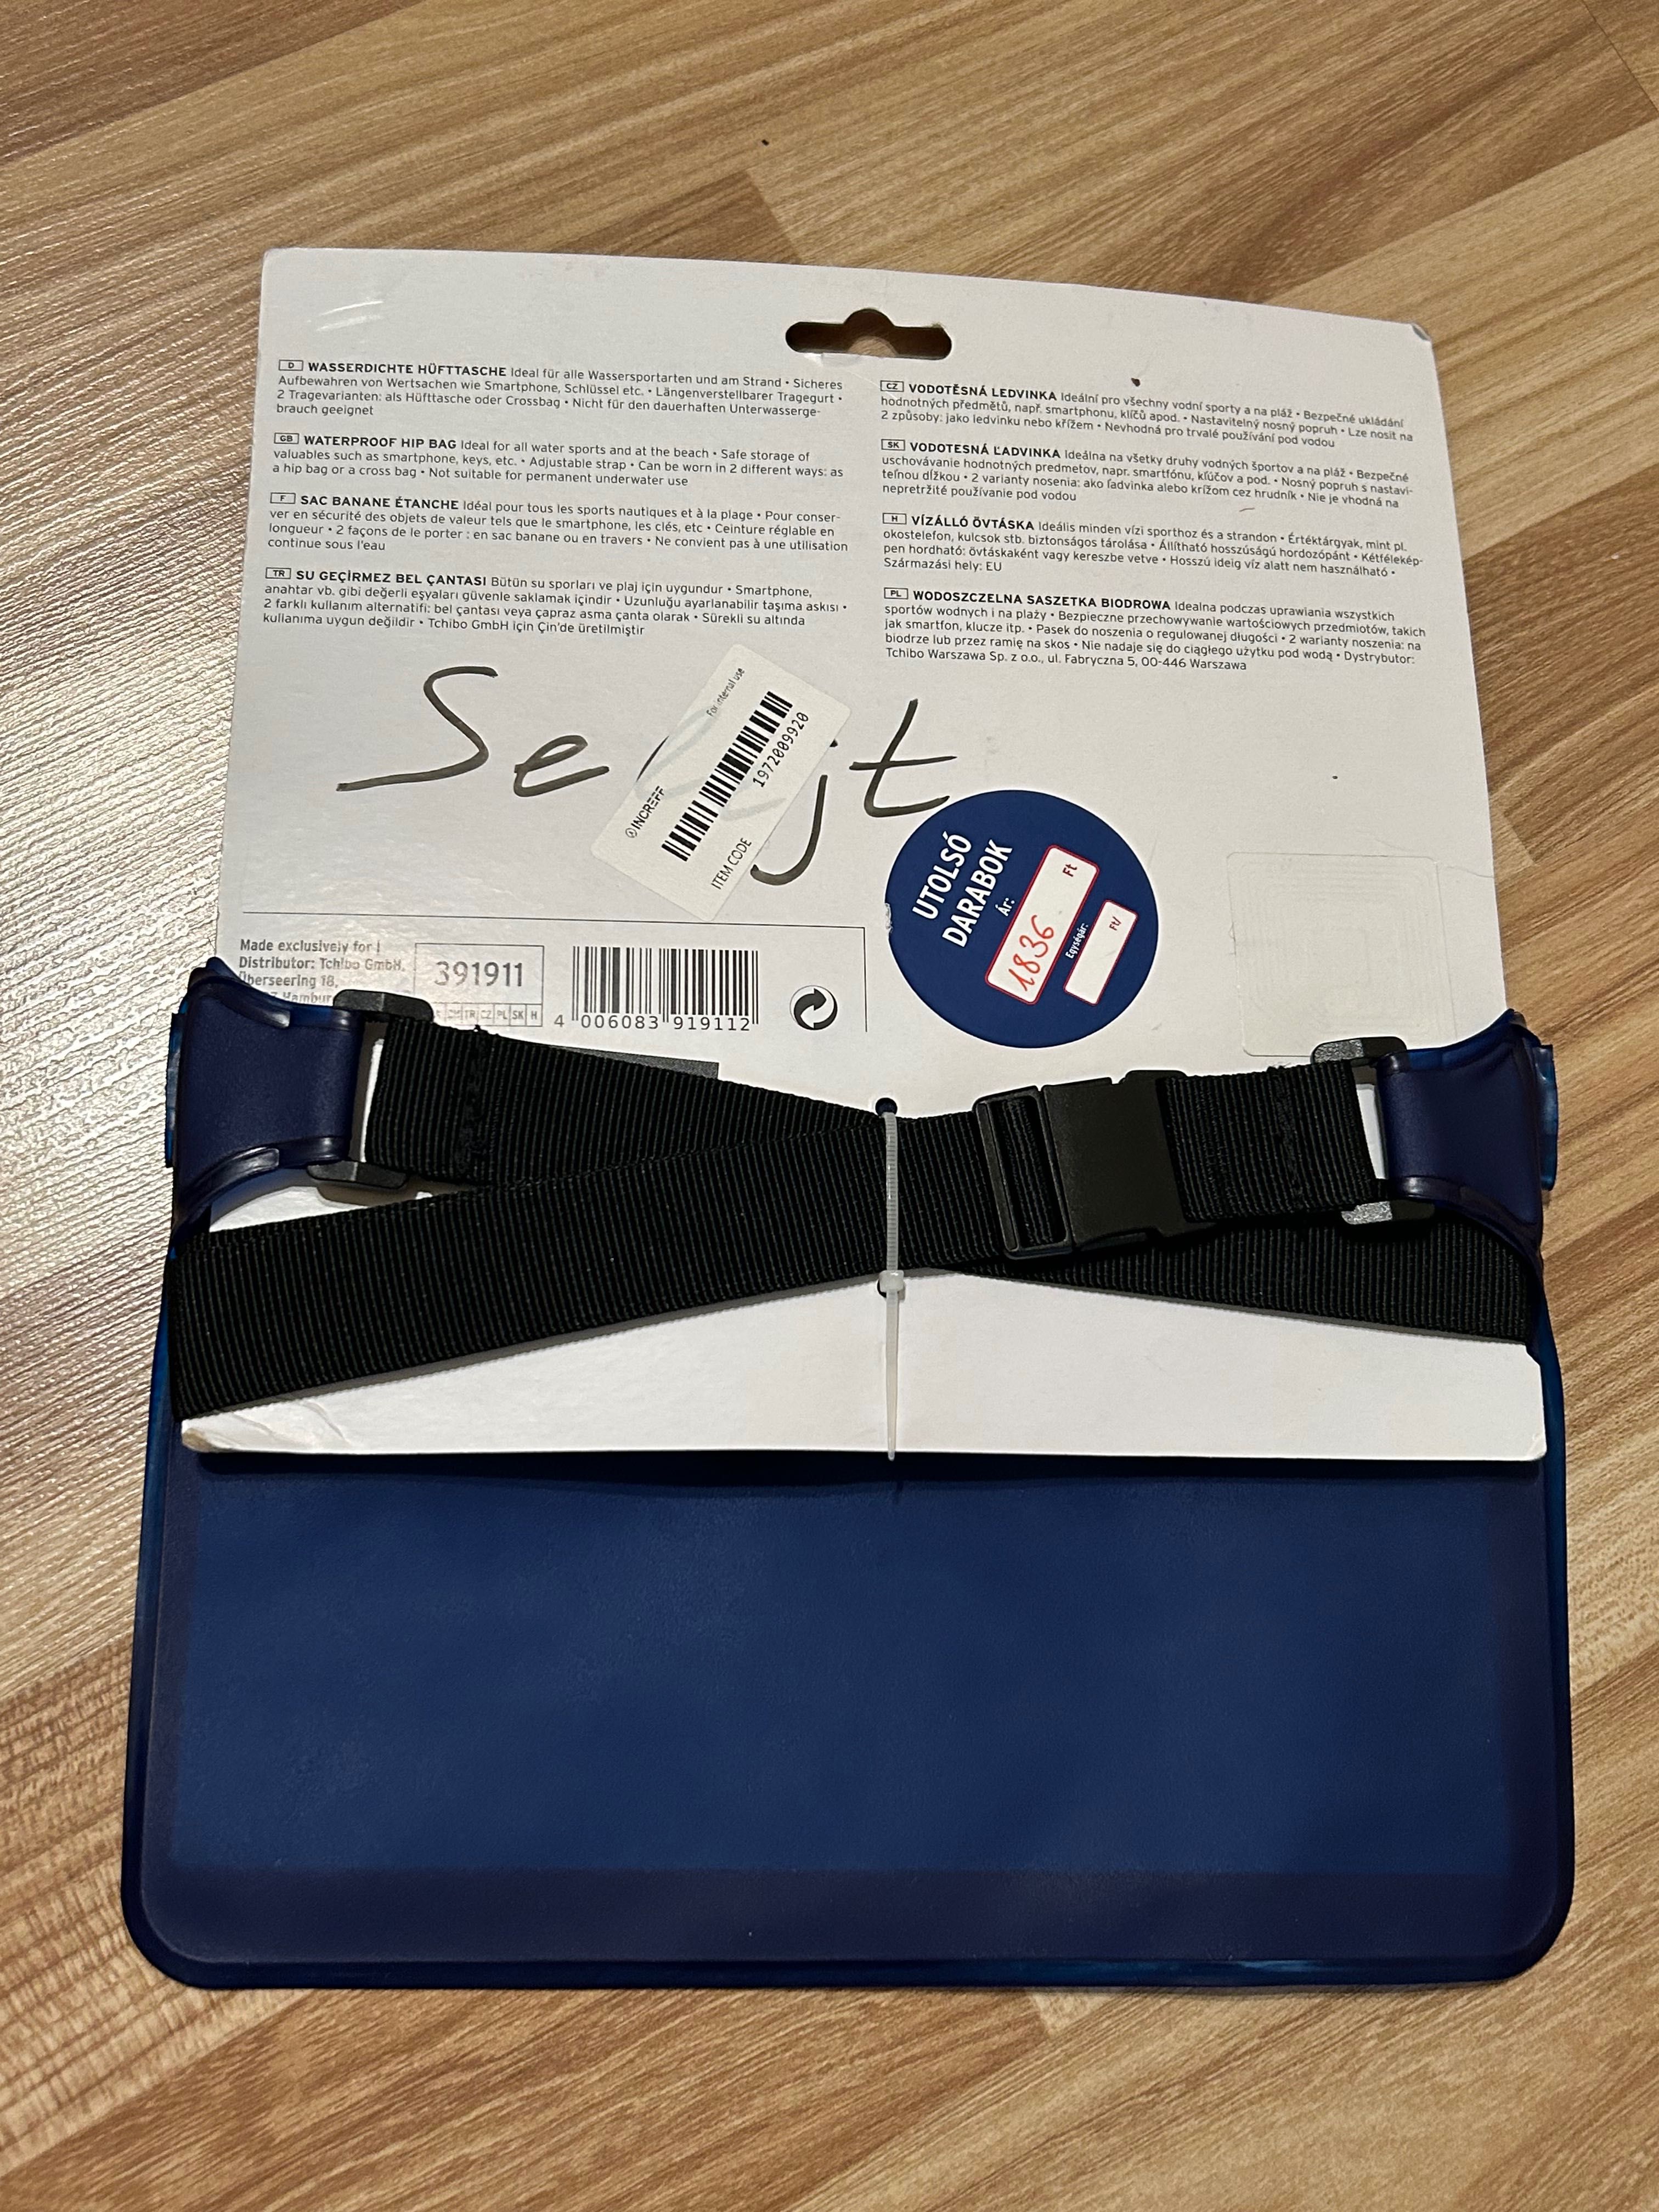 D WASSERDICHTE HÜFTTASCHE Ideal für alle Wassersportarten und am Strand • Sicheres
Aufbewahren von Wertsachen wie Smartphone, Schlüssel etc. • Längenverstellbarer Tragegurt •
2 Tragevarianten: als Hüfttasche oder Crossbag • Nicht für den dauerhaften Unterwasserge-
brauch geeignet
GB WATERPROOF HIP BAG Ideal for all water sports and at the beach • Safe storage of
valuables such as smartphone, keys, etc. • Adjustable strap • Can be worn in 2 different ways: as
a hip bag or a cross bag • Not suitable for permanent underwater use
F SAC BANANE ÉTANCHE Idéal pour tous les sports nautiques et à la plage • Pour conser-
ver en sécurité des objets de valeur tels que le smartphone, les clés, etc • Ceinture réglable en
longueur • 2 façons de le porter : en sac banane ou en travers • Ne convient pas à une utilisation
continue sous l'eau
TR SU GEÇİRMEZ BEL ÇANTASI Bütün su sporları ve plaj için uygundur • Smartphone,
anahtar vb. gibi değerli eşyaları güvenle saklamak içindir • Uzunluğu ayarlanabilir taşıma askısı •
2 farklı kullanım alternatifi: bel çantası veya çapraz asma çanta olarak • Sürekli su altında
kullanıma uygun değildir • Tchibo GmbH için Çin'de üretilmiştir
CZ VODOTĚSNÁ LEDVINKA Ideální pro všechny vodní sporty a na pláž • Bezpečné ukládání
hodnotných předmětů, např. smartphonu, klíčů apod. • Nastavitelný nosný popruh • Lze nosit na
2 způsoby: jako ledvinku nebo křížem • Nevhodná pro trvalé používání pod vodou
SK VODOTESNÁ ĽADVINKA Ideálna na všetky druhy vodných športov a na pláž • Bezpečné
uschovávanie hodnotných predmetov, napr. smartfónu, kľúčov a pod. • Nosný popruh s nastavi-
teľnou dĺžkou • 2 varianty nosenia: ako ľadvinka alebo krížom cez hrudník • Nie je vhodná na
nepretržité používanie pod vodou
H VÍZÁLLÓ ÖVTÁSKA Ideális minden vízi sporthoz és a strandon • Értéktárgyak, mint pl.
okostelefon, kulcsok stb. biztonságos tárolása • Állítható hosszúságú hordozópánt • Kétfélekép-
pen hordható: övtáskaként vagy kereszbe vetve • Hosszú ideig víz alatt nem használható •
Származási hely: EU
PL WODOSZCZELNA SASZETKA BIODROWA Idealna podczas uprawiania wszystkich
sportów wodnych i na plaży • Bezpieczne przechowywanie wartościowych przedmiotów, takich
jak smartfon, klucze itp. • Pasek do noszenia o regulowanej długości • 2 warianty noszenia: na
biodrze lub przez ramię na skos • Nie nadaje się do ciągłego użytku pod wodą • Dystrybutor:
Tchibo Warszawa Sp. z o.o., ul. Fabryczna 5, 00-446 Warszawa
For internal use
1972009920
INCREFF
ITEM CODE
UTOLSÓ
DARABOK
Ár:
1836 Ft
Egységár:
Ft/
Made exclusively for
Distributor: Tchibo GmbH,
Überseering 18,
391911
CH TR CZ PL SK H
4 006083 919112